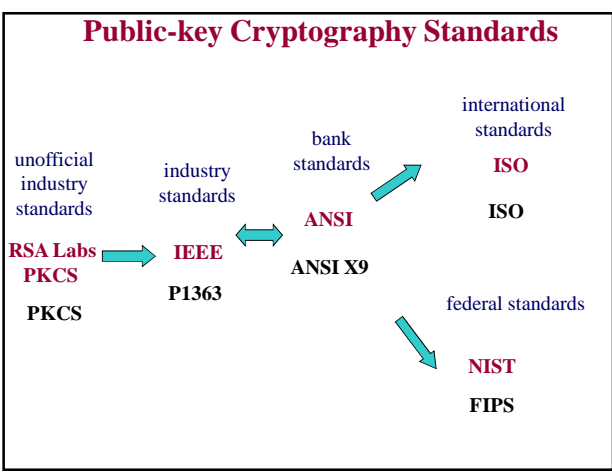 Public-key Cryptography Standards
unofficial
industry
standards
RSA Labs
PKCS
PKCS
industry
standards
IEEE
P1363
bank
standards
ANSI
ANSI X9
international
standards
ISO
ISO
federal standards
NIST
FIPS